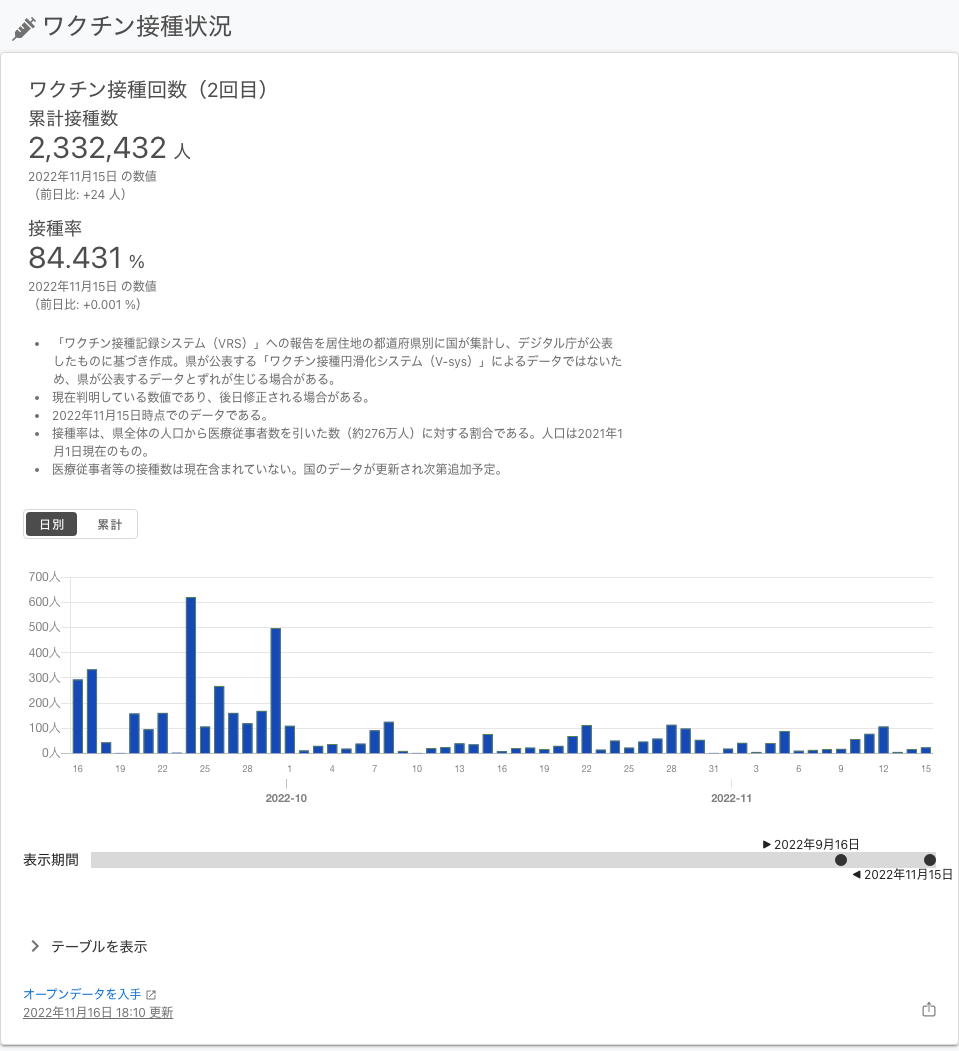 ワクチン接種状況
ワクチン接種回数（2回目）
累計接種数
2,332,432 人
2022年11月15日 の数値
（前日比: +24 人）
接種率
84.431 %
2022年11月15日 の数値
（前日比: +0.001 %）
• 「ワクチン接種記録システム（VRS）」への報告を居住地の都道府県別に国が集計し、デジタル庁が公表
したものに基づき作成。県が公表する「ワクチン接種円滑化システム（V-sys）」によるデータではないた
め、県が公表するデータとずれが生じる場合がある。
• 現在判明している数値であり、後日修正される場合がある。
• 2022年11月15日時点でのデータである。
• 接種率は、県全体の人口から医療従事者数を引いた数（約276万人）に対する割合である。人口は2021年1
月1日現在のもの。
• 医療従事者等の接種数は現在含まれていない。国のデータが更新され次第追加予定。
日別 累計
700人
600人
500人
400人
300人
200人
100人
0人
16 19 22 25 28 1 4 7 10 13 16 19 22 25 28 31 3 6 9 12 15
2022-10 2022-11
▶ 2022年9月16日
表示期間
◀ 2022年11月15日
テーブルを表示
オープンデータを入手
2022年11月16日 18:10 更新